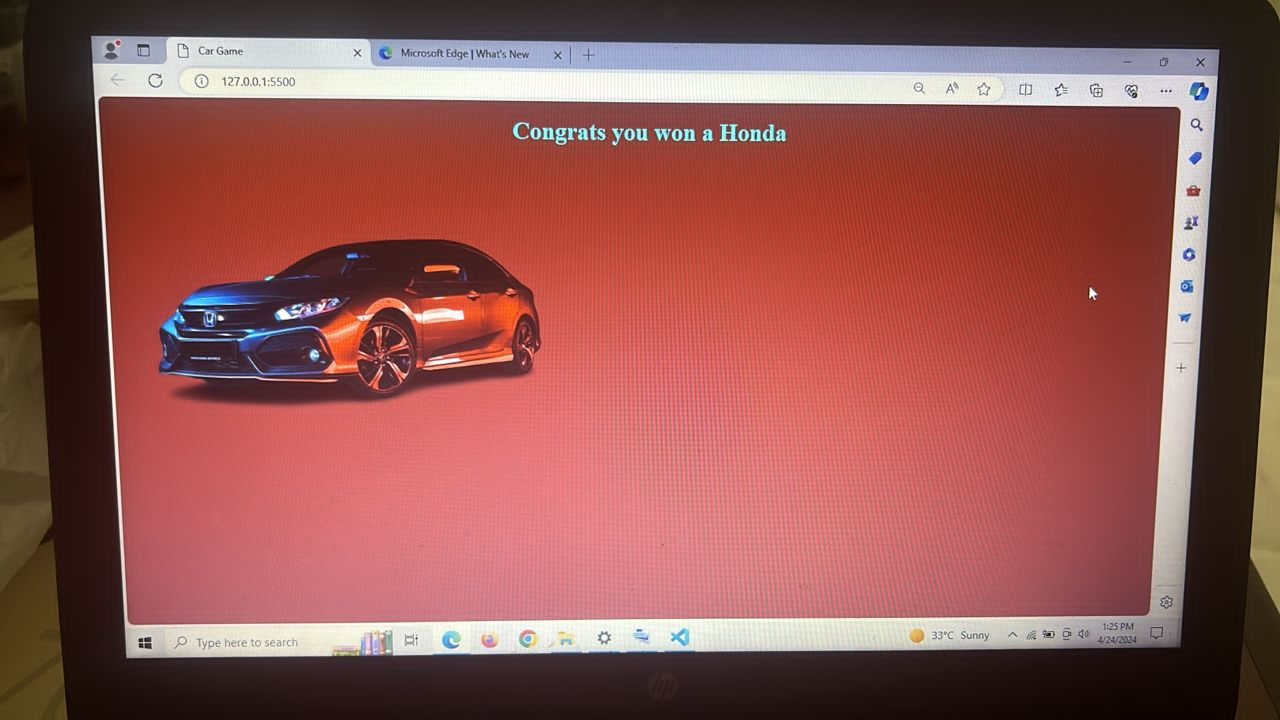 Car Game
Microsoft Edge | What's New
127.0.0.1:5500
Congrats you won a Honda
Type here to search
33°C Sunny
1:25 PM
4/24/2024
hp